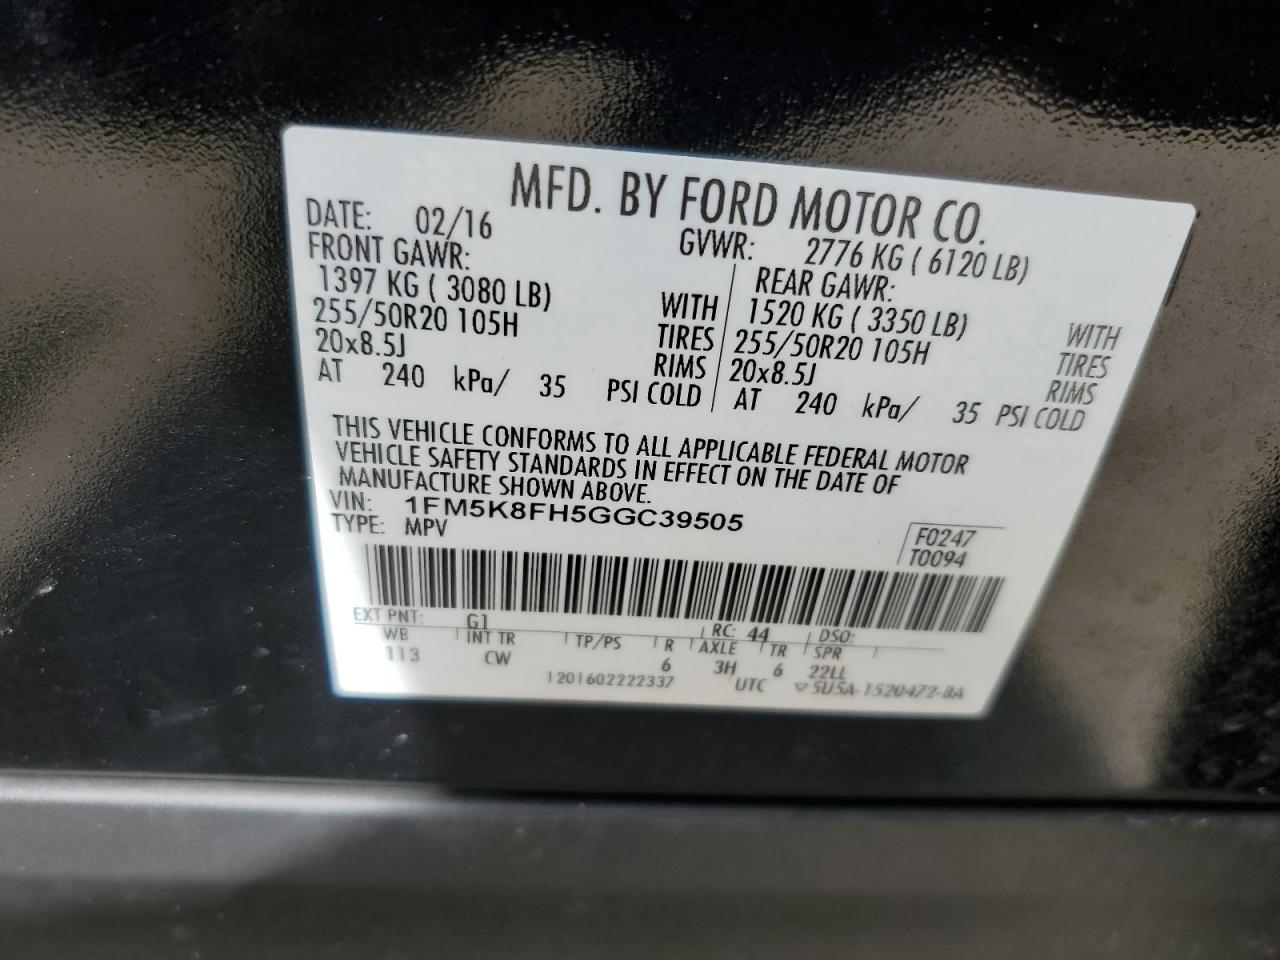 MFD. BY FORD MOTOR CO.
DATE: 02/16 GVWR: 2776 KG ( 6120 LB)
FRONT GAWR: REAR GAWR:
1397 KG ( 3080 LB) WITH 1520 KG ( 3350 LB) WITH
255/50R20 105H TIRES 255/50R20 105H TIRES
20x8.5J RIMS 20x8.5J RIMS
AT 240 kPa/ 35 PSI COLD AT 240 kPa/ 35 PSI COLD
THIS VEHICLE CONFORMS TO ALL APPLICABLE FEDERAL MOTOR
VEHICLE SAFETY STANDARDS IN EFFECT ON THE DATE OF
MANUFACTURE SHOWN ABOVE.
VIN: 1FM5K8FH5GGC39505
TYPE: MPV F0247
T0094
EXT PNT: G1 RC: 44 DSO:
WB INT TR TP/PS R AXLE TR SPR
113 CW 6 3H 6 22LL
1201602222337 UTC ▽5U5A-1520472-BA